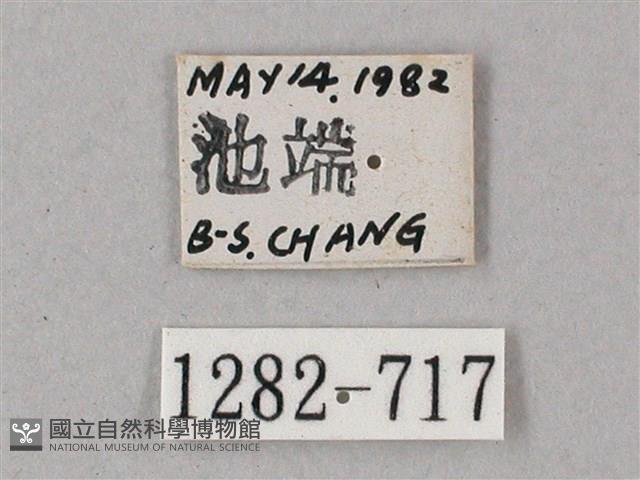 MAY 14. 1982
池端
B-S. CHANG
1282-717
國立自然科學博物館
NATIONAL MUSEUM OF NATURAL SCIENCE